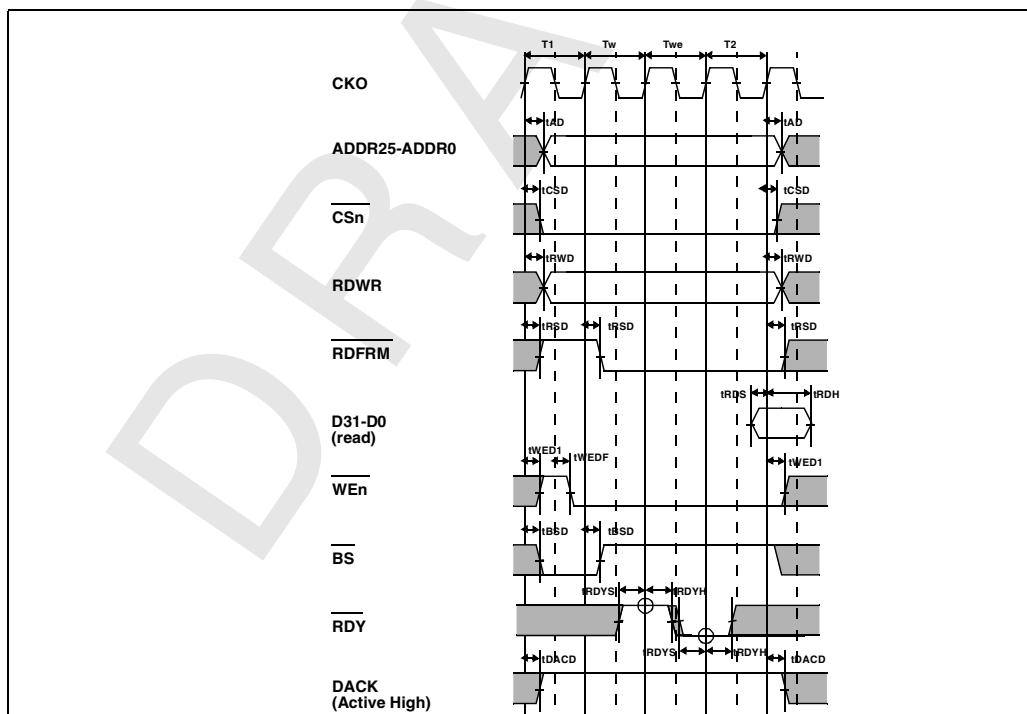 DRA
T1 Tw Twe T2
CKO
tAD tAD
ADDR25-ADDR0
tCSD tCSD
CSn
tRWD tRWD
RDWR
tRSD tRSD tRSD
RDFRM
tRDS tRDH
D31-D0
(read)
tWED1 tWEDF tWED1
WEn
tBSD tBSD
BS
tRDYS tRDYH
RDY
tRDYS tRDYH
tDACD tDACD
DACK
(Active High)